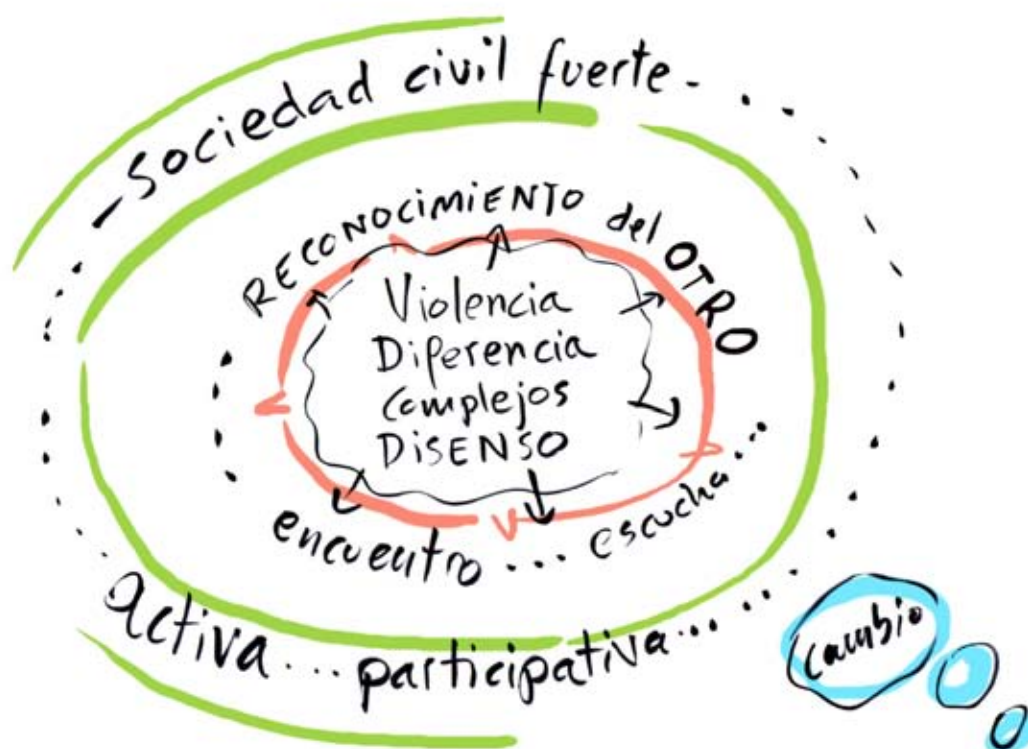 - Sociedad civil fuerte - ...
RECONOCIMIENTO del OTRO
Violencia
Diferencia
complejos
DISENSO
encuentro ... escucha ...
activa ... participativa ...
cambio